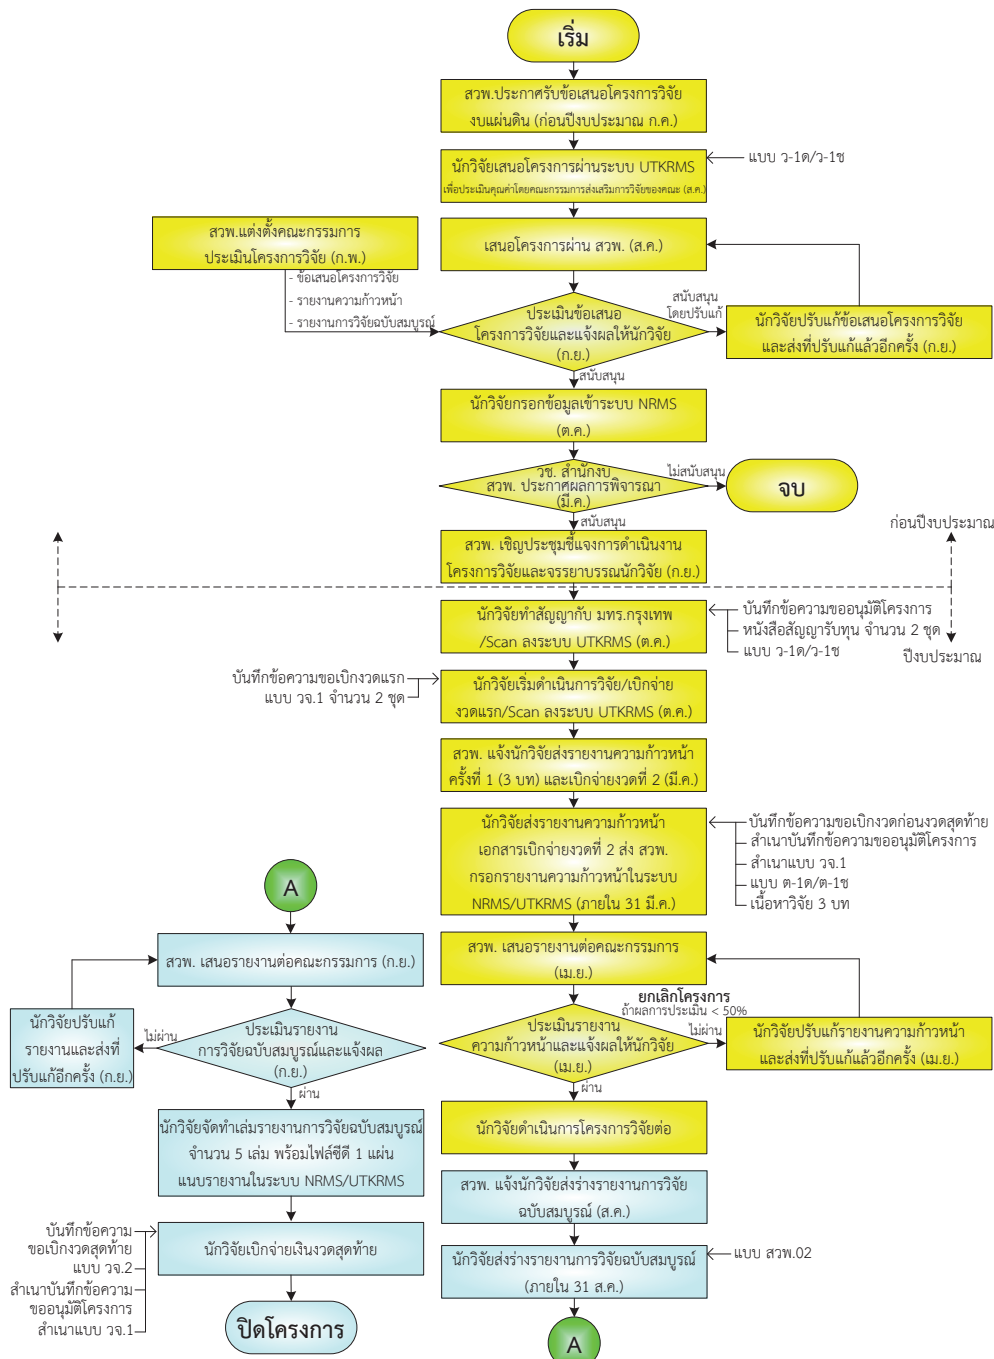 เริ่ม
สวพ.ประกาศรับข้อเสนอโครงการวิจัย
งบแผ่นดิน (ก่อนปีงบประมาณ ก.ค.)
นักวิจัยเสนอโครงการผ่านระบบ UTKRMS
เพื่อประเมินคุณค่าโดยคณะกรรมการส่งเสริมการวิจัยของคณะ (ส.ค.)
แบบ ว-1ด/ว-1ช
สวพ.แต่งตั้งคณะกรรมการ
ประเมินโครงการวิจัย (ก.พ.)
- ข้อเสนอโครงการวิจัย
- รายงานความก้าวหน้า
- รายงานการวิจัยฉบับสมบูรณ์
เสนอโครงการผ่าน สวพ. (ส.ค.)
ประเมินข้อเสนอ
โครงการวิจัยและแจ้งผลให้นักวิจัย
(ก.ย.)
สนับสนุน
โดยปรับแก้
นักวิจัยปรับแก้ข้อเสนอโครงการวิจัย
และส่งที่ปรับแก้แล้วอีกครั้ง (ก.ย.)
สนับสนุน
นักวิจัยกรอกข้อมูลเข้าระบบ NRMS
(ต.ค.)
วช. สำนักงบ
สวพ. ประกาศผลการพิจารณา
(มี.ค.)
ไม่สนับสนุน
จบ
สนับสนุน
ก่อนปีงบประมาณ
สวพ. เชิญประชุมชี้แจงการดำเนินงาน
โครงการวิจัยและจรรยาบรรณนักวิจัย (ก.ย.)
นักวิจัยทำสัญญากับ มทร.กรุงเทพ
/Scan ลงระบบ UTKRMS (ต.ค.)
บันทึกข้อความขออนุมัติโครงการ
หนังสือสัญญารับทุน จำนวน 2 ชุด
แบบ ว-1ด/ว-1ช
ปีงบประมาณ
บันทึกข้อความขอเบิกงวดแรก
แบบ วจ.1 จำนวน 2 ชุด
นักวิจัยเริ่มดำเนินการวิจัย/เบิกจ่าย
งวดแรก/Scan ลงระบบ UTKRMS (ต.ค.)
สวพ. แจ้งนักวิจัยส่งรายงานความก้าวหน้า
ครั้งที่ 1 (3 บท) และเบิกจ่ายงวดที่ 2 (มี.ค.)
นักวิจัยส่งรายงานความก้าวหน้า
เอกสารเบิกจ่ายงวดที่ 2 ส่ง สวพ.
กรอกรายงานความก้าวหน้าในระบบ
NRMS/UTKRMS (ภายใน 31 มี.ค.)
บันทึกข้อความขอเบิกงวดก่อนงวดสุดท้าย
สำเนาบันทึกข้อความขออนุมัติโครงการ
สำเนาแบบ วจ.1
แบบ ต-1ด/ต-1ช
เนื้อหาวิจัย 3 บท
สวพ. เสนอรายงานต่อคณะกรรมการ
(เม.ย.)
ยกเลิกโครงการ
ถ้าผลการประเมิน < 50%
ประเมินรายงาน
ความก้าวหน้าและแจ้งผลให้นักวิจัย
(เม.ย.)
ไม่ผ่าน
นักวิจัยปรับแก้รายงานความก้าวหน้า
และส่งที่ปรับแก้แล้วอีกครั้ง (เม.ย.)
ผ่าน
นักวิจัยดำเนินการโครงการวิจัยต่อ
สวพ. แจ้งนักวิจัยส่งร่างรายงานการวิจัย
ฉบับสมบูรณ์ (ส.ค.)
นักวิจัยส่งร่างรายงานการวิจัยฉบับสมบูรณ์
(ภายใน 31 ส.ค.)
แบบ สวพ.02
A
A
สวพ. เสนอรายงานต่อคณะกรรมการ (ก.ย.)
ประเมินรายงาน
การวิจัยฉบับสมบูรณ์และแจ้งผล
(ก.ย.)
ไม่ผ่าน
นักวิจัยปรับแก้
รายงานและส่งที่
ปรับแก้อีกครั้ง (ก.ย.)
ผ่าน
นักวิจัยจัดทำเล่มรายงานการวิจัยฉบับสมบูรณ์
จำนวน 5 เล่ม พร้อมไฟล์ซีดี 1 แผ่น
แนบรายงานในระบบ NRMS/UTKRMS
นักวิจัยเบิกจ่ายเงินงวดสุดท้าย
บันทึกข้อความ
ขอเบิกงวดสุดท้าย
แบบ วจ.2
สำเนาบันทึกข้อความ
ขออนุมัติโครงการ
สำเนาแบบ วจ.1
ปิดโครงการ